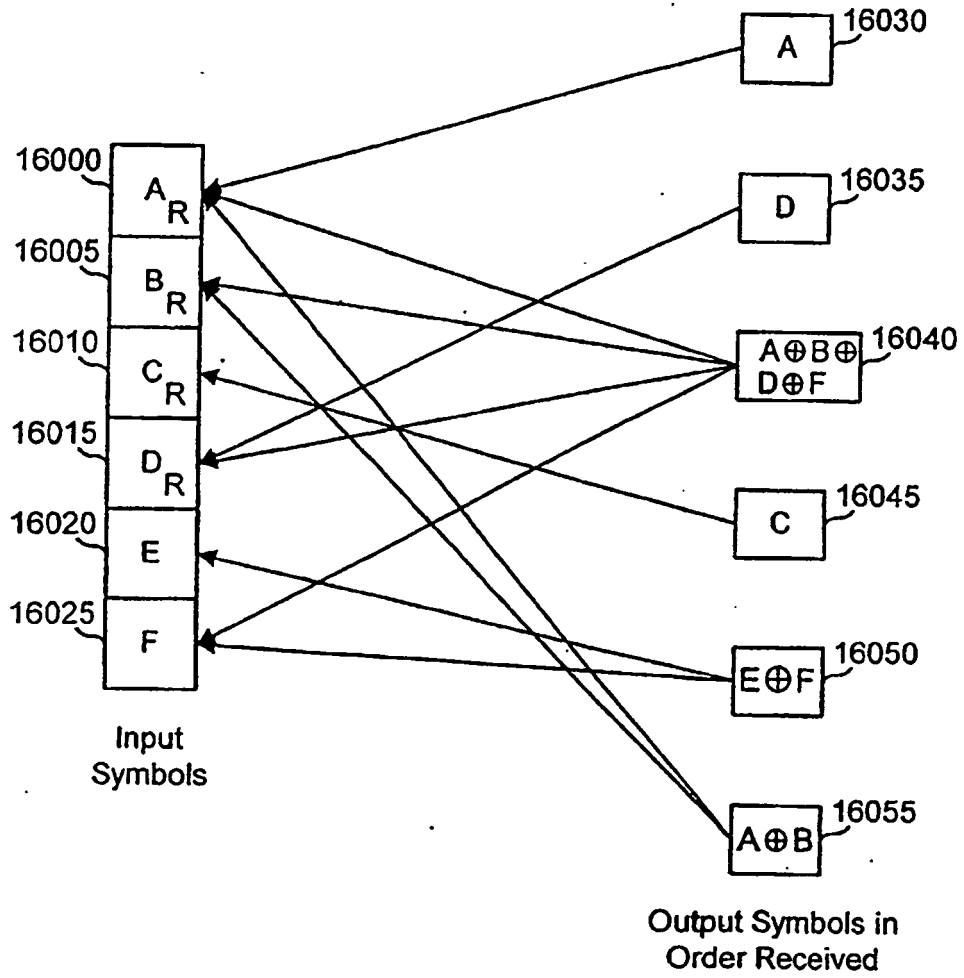 16000
A R
16005
B R
16010
C R
16015
D R
16020
E
16025
F
Input
Symbols
A
16030
D
16035
A⊕B⊕
D⊕F
16040
C
16045
E⊕F
16050
A⊕B
16055
Output Symbols in
Order Received